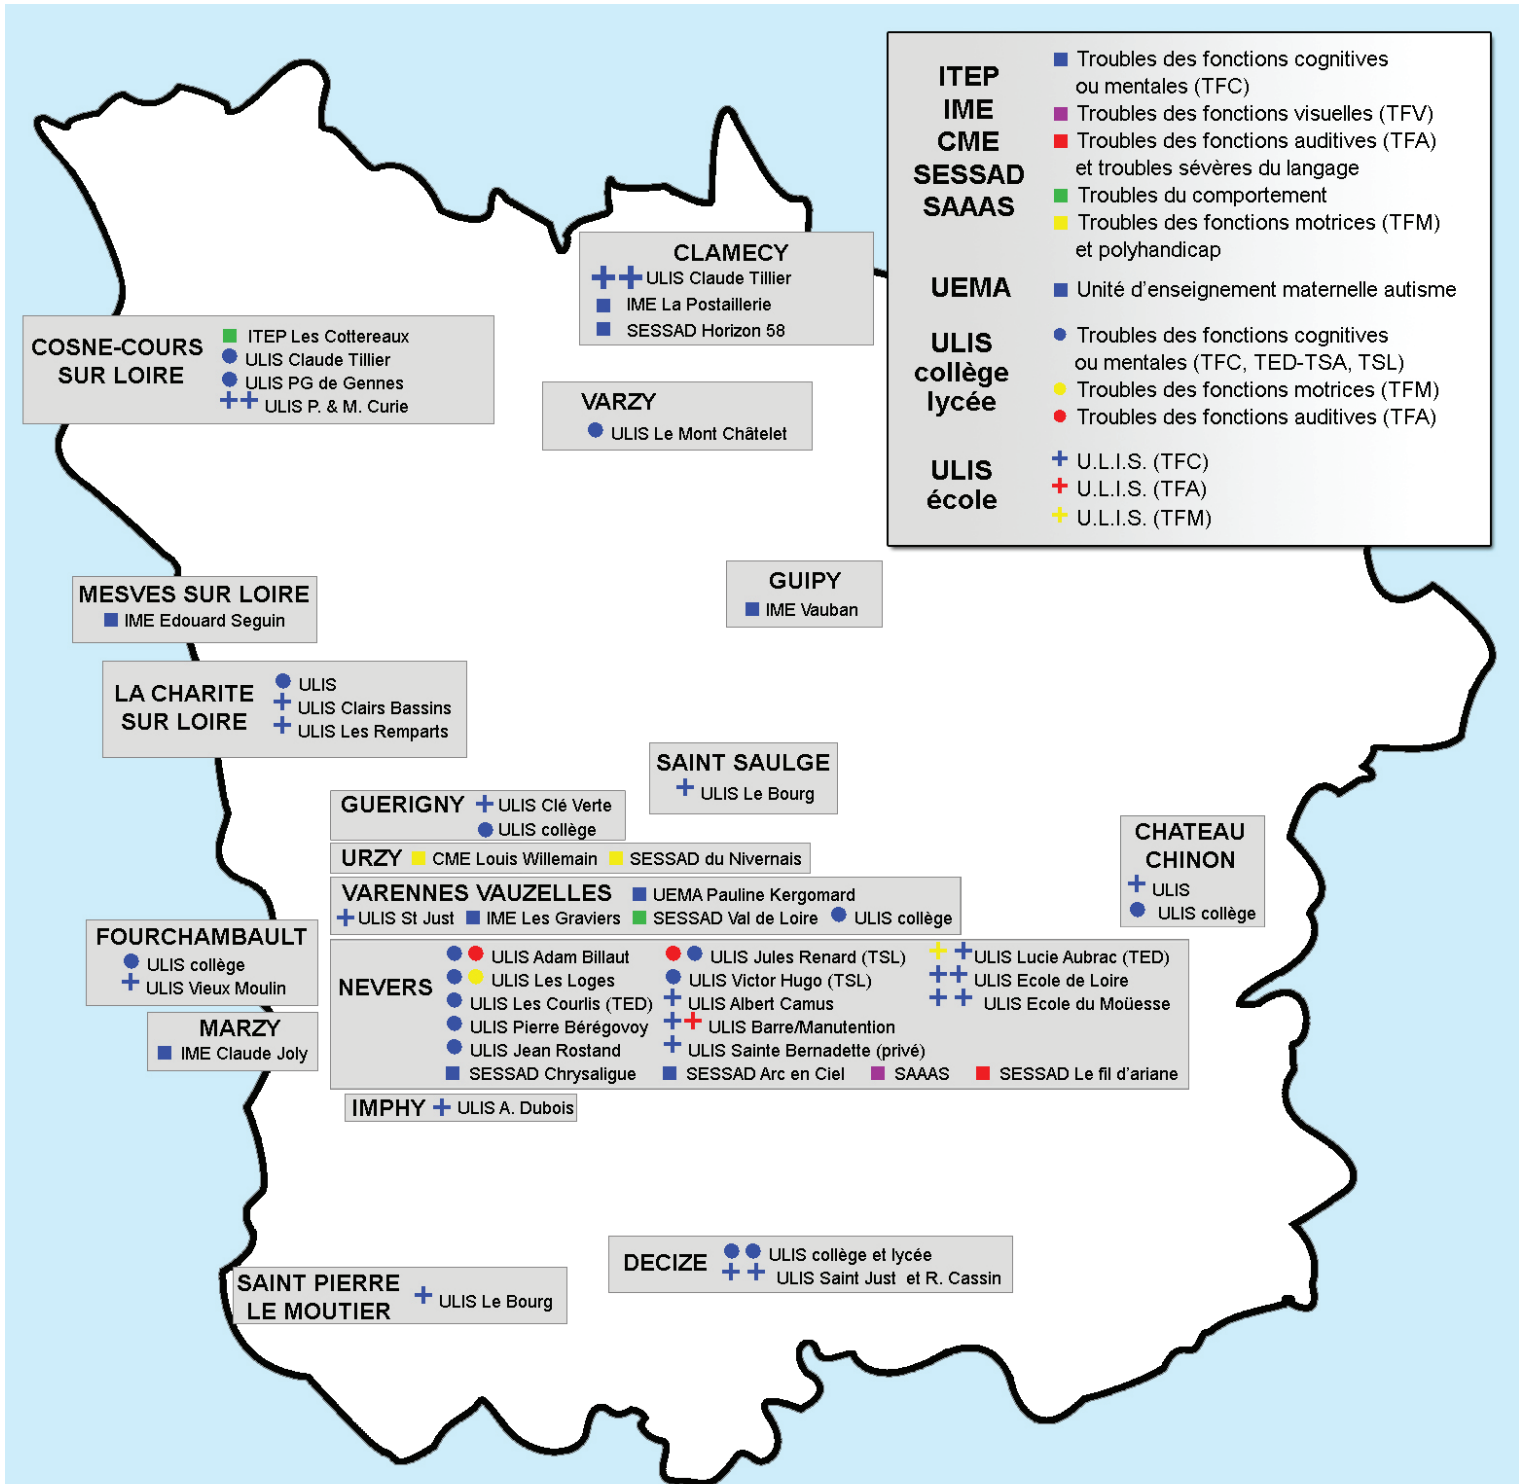 ITEP
IME
CME
SESSAD
SAAAS
Troubles des fonctions cognitives
ou mentales (TFC)
Troubles des fonctions visuelles (TFV)
Troubles des fonctions auditives (TFA)
et troubles sévères du langage
Troubles du comportement
Troubles des fonctions motrices (TFM)
et polyhandicap
UEMA
Unité d'enseignement maternelle autisme
ULIS
collège
lycée
Troubles des fonctions cognitives
ou mentales (TFC, TED-TSA, TSL)
Troubles des fonctions motrices (TFM)
Troubles des fonctions auditives (TFA)
ULIS
école
U.L.I.S. (TFC)
U.L.I.S. (TFA)
U.L.I.S. (TFM)
CLAMECY
ULIS Claude Tillier
IME La Postaillerie
SESSAD Horizon 58
COSNE-COURS
SUR LOIRE
ITEP Les Cottereaux
ULIS Claude Tillier
ULIS PG de Gennes
ULIS P. & M. Curie
VARZY
ULIS Le Mont Châtelet
MESVES SUR LOIRE
IME Edouard Seguin
GUIPY
IME Vauban
LA CHARITE
SUR LOIRE
ULIS
ULIS Clairs Bassins
ULIS Les Remparts
SAINT SAULGE
ULIS Le Bourg
GUERIGNY
ULIS Clé Verte
ULIS collège
URZY
CME Louis Willemain
SESSAD du Nivernais
CHATEAU
CHINON
ULIS
ULIS collège
VARENNES VAUZELLES
UEMA Pauline Kergomard
ULIS St Just
IME Les Graviers
SESSAD Val de Loire
ULIS collège
FOURCHAMBAULT
ULIS collège
ULIS Vieux Moulin
NEVERS
ULIS Adam Billaut
ULIS Les Loges
ULIS Les Courlis (TED)
ULIS Pierre Bérégovoy
ULIS Jean Rostand
ULIS Jules Renard (TSL)
ULIS Victor Hugo (TSL)
ULIS Albert Camus
ULIS Barre/Manutention
ULIS Sainte Bernadette (privé)
ULIS Lucie Aubrac (TED)
ULIS Ecole de Loire
ULIS Ecole du Moüesse
SESSAD Chrysaligue
SESSAD Arc en Ciel
SAAAS
SESSAD Le fil d'ariane
MARZY
IME Claude Joly
IMPHY
ULIS A. Dubois
DECIZE
ULIS collège et lycée
ULIS Saint Just et R. Cassin
SAINT PIERRE
LE MOUTIER
ULIS Le Bourg